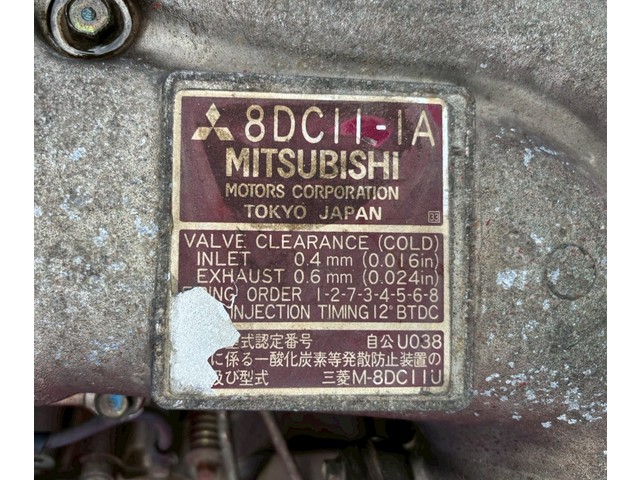 8DC11-1A
MITSUBISHI
MOTORS CORPORATION
TOKYO JAPAN 33
VALVE CLEARANCE (COLD)
INLET 0.4 mm (0.016in)
EXHAUST 0.6 mm (0.024in)
ORDER 1-2-7-3-4-5-6-8
INJECTION TIMING 12° BTDC
式認定番号 自公U038
に係る一酸化炭素等発散防止装置の
及び型式 三菱M-8DC11U